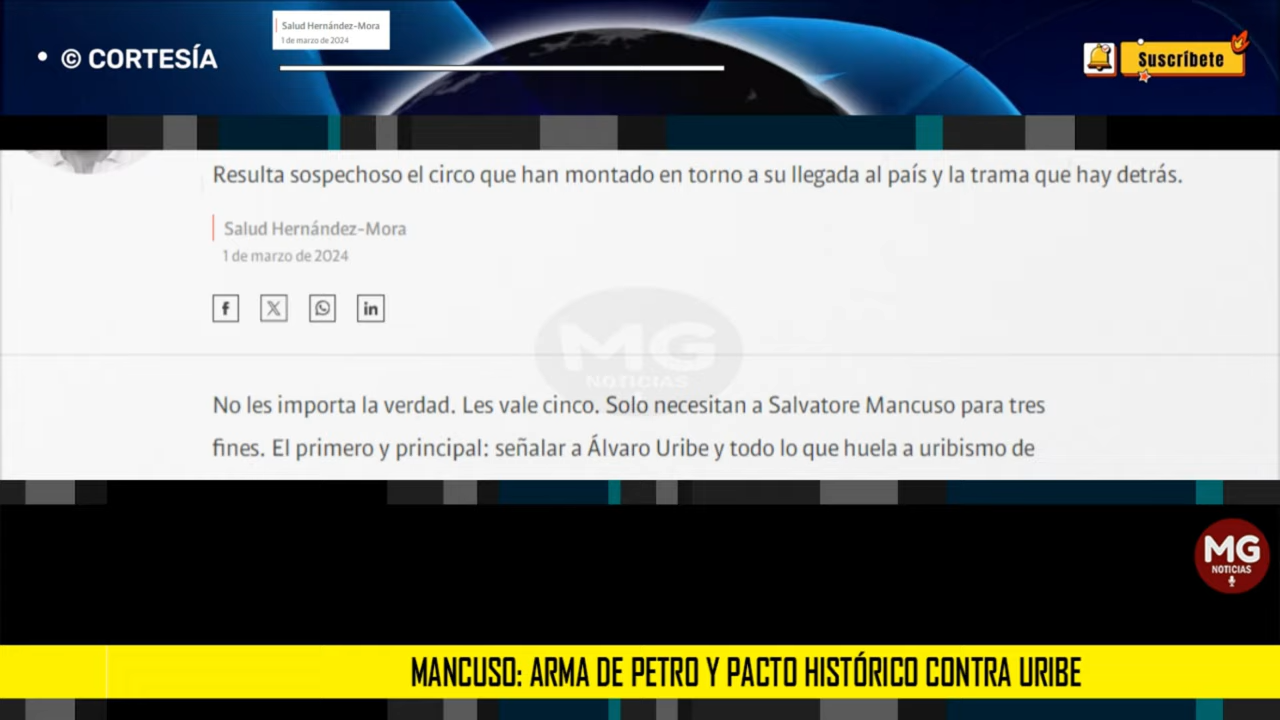 Salud Hernández-Mora
1 de marzo de 2024
• © CORTESÍA
Suscríbete
Resulta sospechoso el circo que han montado en torno a su llegada al país y la trama que hay detrás.
Salud Hernández-Mora
1 de marzo de 2024
MG
NOTICIAS
No les importa la verdad. Les vale cinco. Solo necesitan a Salvatore Mancuso para tres
fines. El primero y principal: señalar a Álvaro Uribe y todo lo que huela a uribismo de
MG
NOTICIAS
MANCUSO: ARMA DE PETRO Y PACTO HISTÓRICO CONTRA URIBE